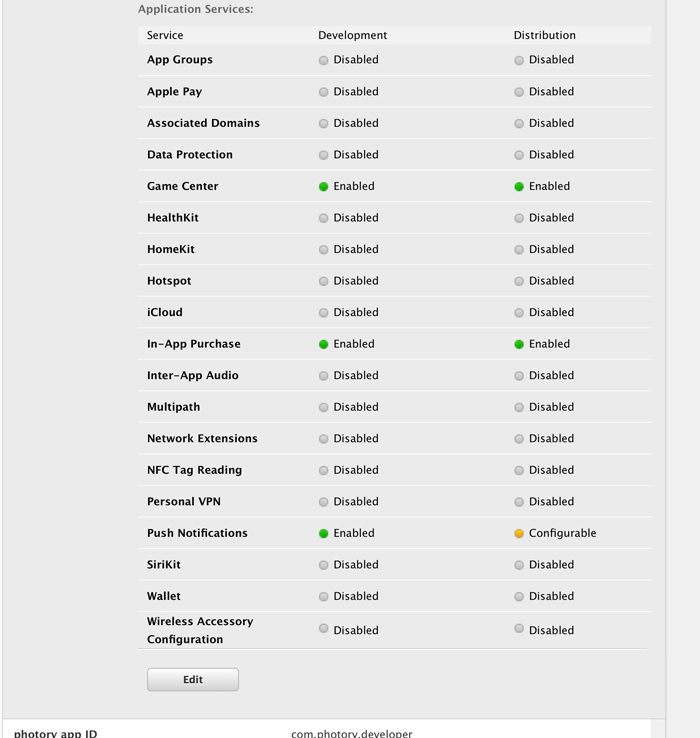 Application Services:
Service Development Distribution
App Groups Disabled Disabled
Apple Pay Disabled Disabled
Associated Domains Disabled Disabled
Data Protection Disabled Disabled
Game Center Enabled Enabled
HealthKit Disabled Disabled
HomeKit Disabled Disabled
Hotspot Disabled Disabled
iCloud Disabled Disabled
In-App Purchase Enabled Enabled
Inter-App Audio Disabled Disabled
Multipath Disabled Disabled
Network Extensions Disabled Disabled
NFC Tag Reading Disabled Disabled
Personal VPN Disabled Disabled
Push Notifications Enabled Configurable
SiriKit Disabled Disabled
Wallet Disabled Disabled
Wireless Accessory
Configuration Disabled Disabled
Edit
photory app ID com.photory.developer